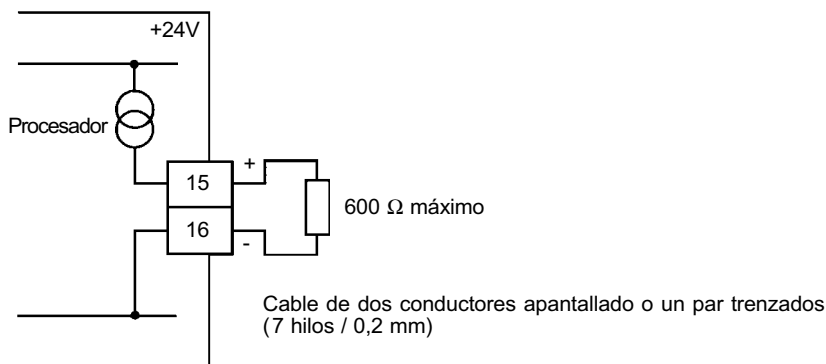 +24V
Procesador
15
+
600 Ω máximo
16
-
Cable de dos conductores apantallado o un par trenzados
(7 hilos / 0,2 mm)